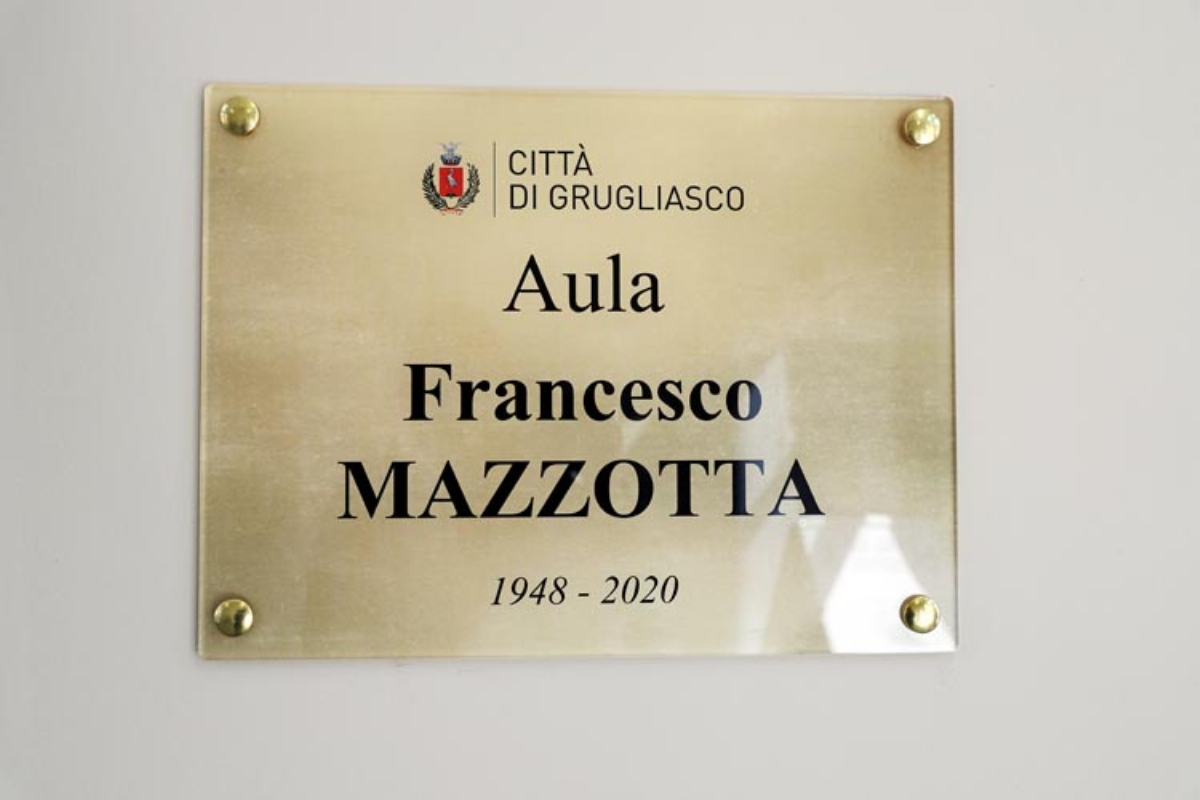 CITTÀ
DI GRUGLIASCO
Aula
Francesco
MAZZOTTA
1948 - 2020